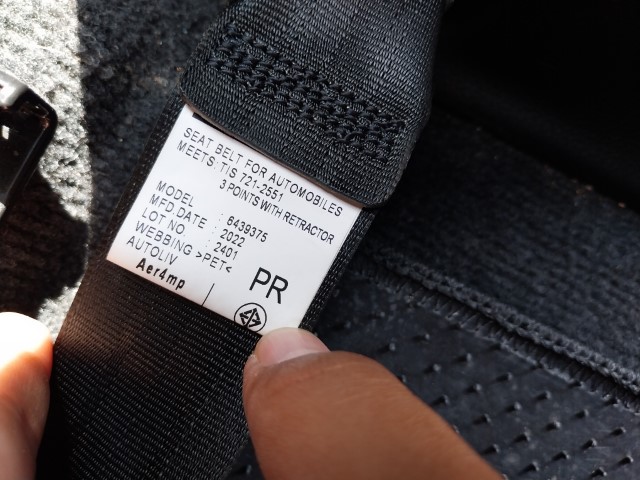 SEAT BELT FOR AUTOMOBILES
MEETS: TIS 721-2551
3 POINTS WITH RETRACTOR
MODEL : 6439375
MFD DATE : 2022
LOT NO : 2401
WEBBING >PET<
AUTOLIV
Aer4mp
PR